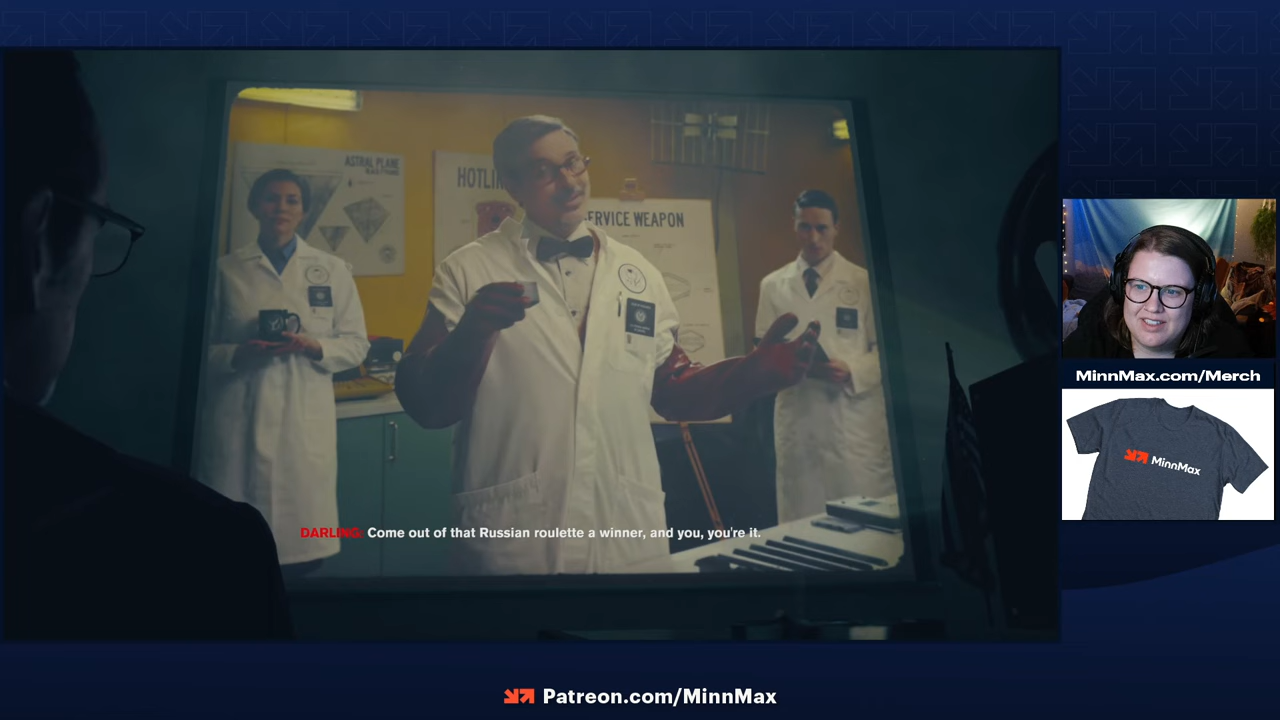 ASTRAL PLANE
HOTLIN
SERVICE WEAPON
DARLING: Come out of that Russian roulette a winner, and you, you're it.
MinnMax.com/Merch
MinnMax
Patreon.com/MinnMax